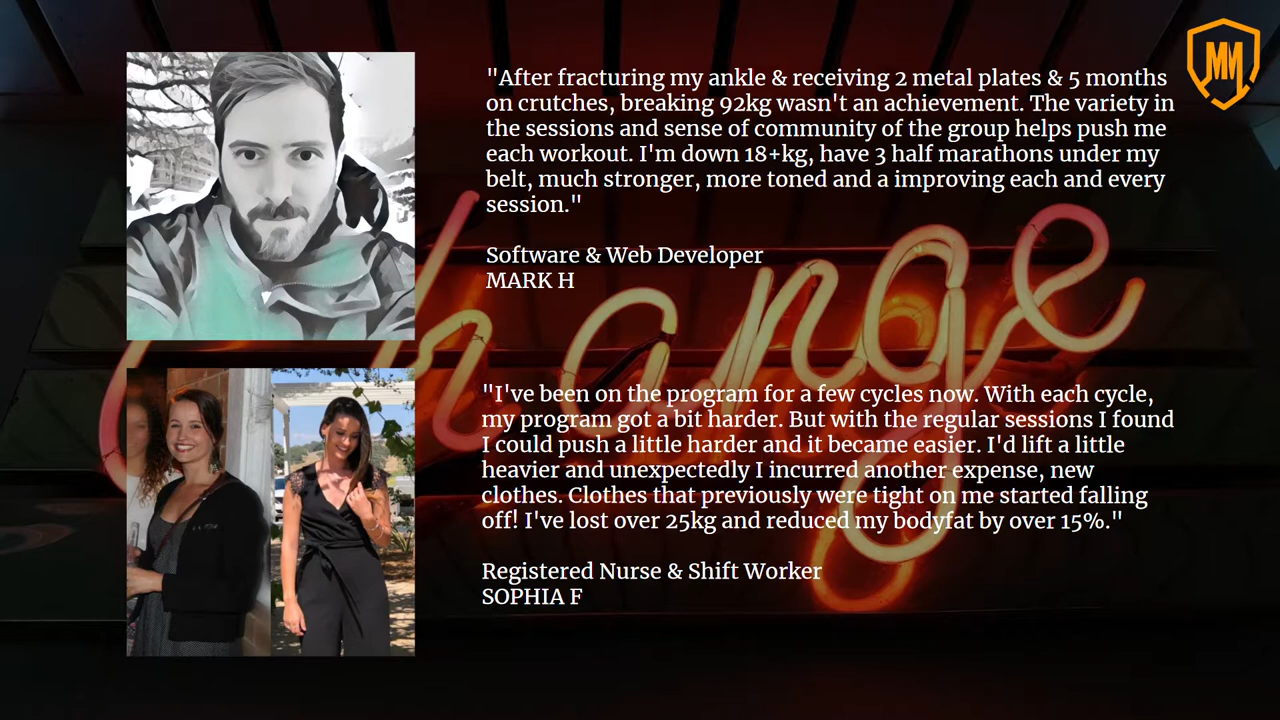 "After fracturing my ankle & receiving 2 metal plates & 5 months
on crutches, breaking 92kg wasn't an achievement. The variety in
the sessions and sense of community of the group helps push me
each workout. I'm down 18+kg, have 3 half marathons under my
belt, much stronger, more toned and a improving each and every
session."
Software & Web Developer
MARK H
change
"I've been on the program for a few cycles now. With each cycle,
my program got a bit harder. But with the regular sessions I found
I could push a little harder and it became easier. I'd lift a little
heavier and unexpectedly I incurred another expense, new
clothes. Clothes that previously were tight on me started falling
off! I've lost over 25kg and reduced my bodyfat by over 15%."
Registered Nurse & Shift Worker
SOPHIA F
MM